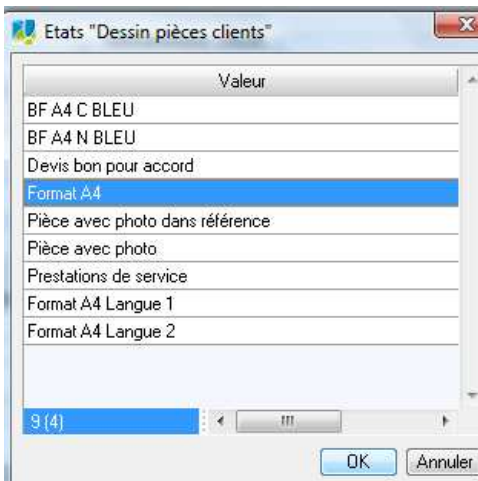 Etats "Dessin pièces clients"
Valeur
BF A4 C BLEU
BF A4 N BLEU
Devis bon pour accord
Format A4
Pièce avec photo dans référence
Pièce avec photo
Prestations de service
Format A4 Langue 1
Format A4 Langue 2
9 (4)
OK Annuler